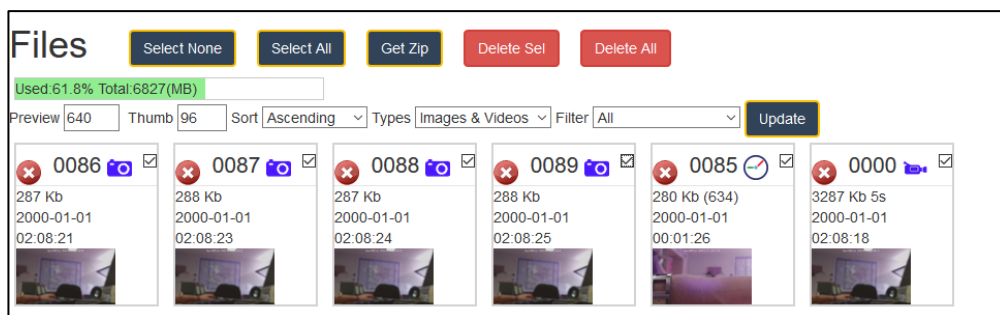 Files Select None Select All Get Zip Delete Sel Delete All
Used:61.8% Total:6827(MB)
Preview 640 Thumb 96 Sort Ascending Types Images & Videos Filter All Update
0086 0087 0088 0089 0085 0000
287 Kb 288 Kb 287 Kb 288 Kb 280 Kb (634) 3287 Kb 5s
2000-01-01 2000-01-01 2000-01-01 2000-01-01 2000-01-01 2000-01-01
02:08:21 02:08:23 02:08:24 02:08:25 00:01:26 02:08:18